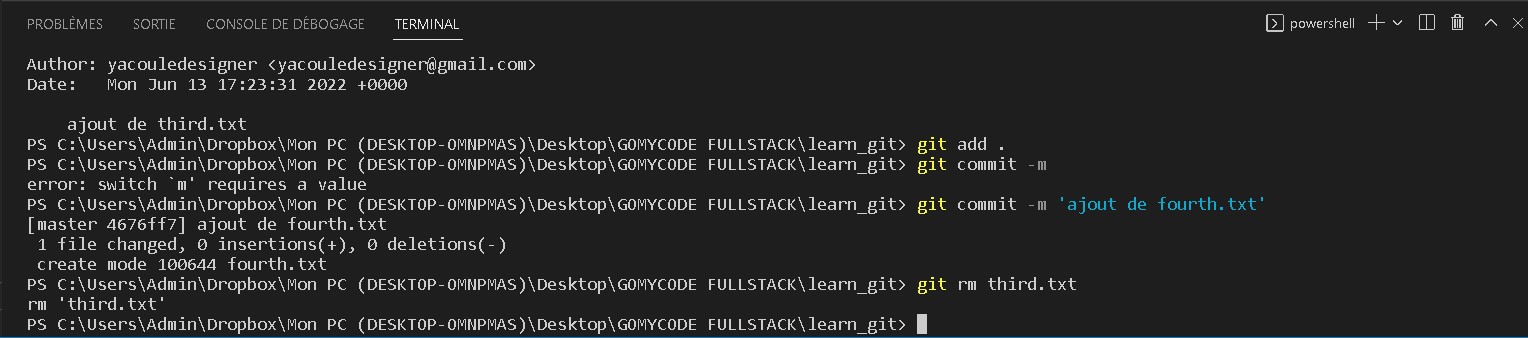 PROBLÈMES SORTIE CONSOLE DE DÉBOGAGE TERMINAL powershell
Author: yacouledesigner <yacouledesigner@gmail.com>
Date:   Mon Jun 13 17:23:31 2022 +0000
    ajout de third.txt
PS C:\Users\Admin\Dropbox\Mon PC (DESKTOP-OMNPMAS)\Desktop\GOMYCODE FULLSTACK\learn_git> git add .
PS C:\Users\Admin\Dropbox\Mon PC (DESKTOP-OMNPMAS)\Desktop\GOMYCODE FULLSTACK\learn_git> git commit -m
error: switch `m' requires a value
PS C:\Users\Admin\Dropbox\Mon PC (DESKTOP-OMNPMAS)\Desktop\GOMYCODE FULLSTACK\learn_git> git commit -m 'ajout de fourth.txt'
[master 4676ff7] ajout de fourth.txt
 1 file changed, 0 insertions(+), 0 deletions(-)
 create mode 100644 fourth.txt
PS C:\Users\Admin\Dropbox\Mon PC (DESKTOP-OMNPMAS)\Desktop\GOMYCODE FULLSTACK\learn_git> git rm third.txt
rm 'third.txt'
PS C:\Users\Admin\Dropbox\Mon PC (DESKTOP-OMNPMAS)\Desktop\GOMYCODE FULLSTACK\learn_git>